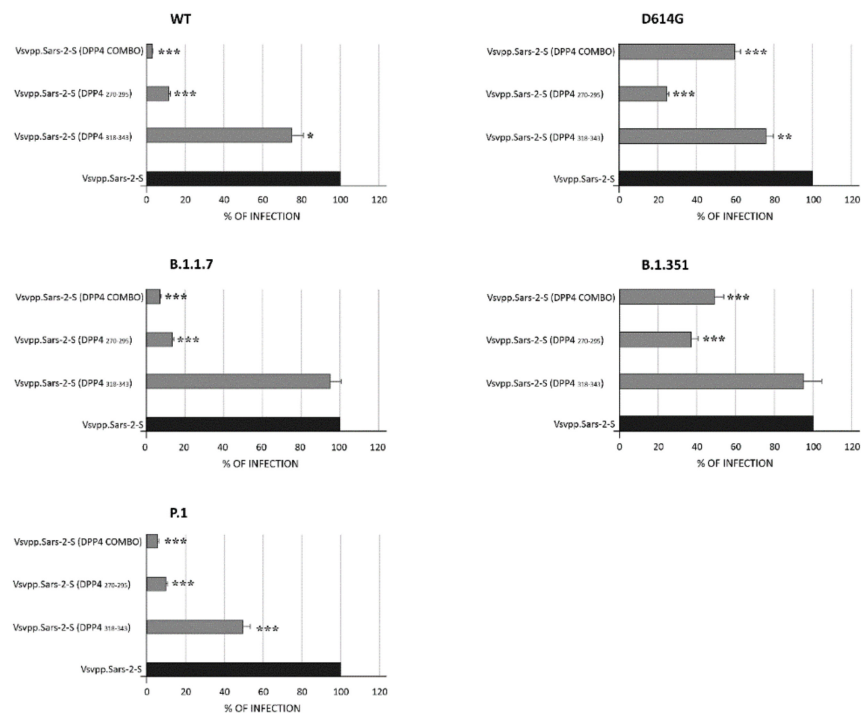 WT
Vsvpp.Sars-2-S (DPP4 COMBO)
***
Vsvpp.Sars-2-S (DPP4 270-295)
***
Vsvpp.Sars-2-S (DPP4 318-343)
*
Vsvpp.Sars-2-S
0 20 40 60 80 100 120
% OF INFECTION
D614G
Vsvpp.Sars-2-S (DPP4 COMBO)
***
Vsvpp.Sars-2-S (DPP4 270-295)
***
Vsvpp.Sars-2-S (DPP4 318-343)
**
Vsvpp.Sars-2-S
0 20 40 60 80 100 120
% OF INFECTION
B.1.1.7
Vsvpp.Sars-2-S (DPP4 COMBO)
***
Vsvpp.Sars-2-S (DPP4 270-295)
***
Vsvpp.Sars-2-S (DPP4 318-343)
Vsvpp.Sars-2-S
0 20 40 60 80 100 120
% OF INFECTION
B.1.351
Vsvpp.Sars-2-S (DPP4 COMBO)
***
Vsvpp.Sars-2-S (DPP4 270-295)
***
Vsvpp.Sars-2-S (DPP4 318-343)
Vsvpp.Sars-2-S
0 20 40 60 80 100 120
% OF INFECTION
P.1
Vsvpp.Sars-2-S (DPP4 COMBO)
***
Vsvpp.Sars-2-S (DPP4 270-295)
***
Vsvpp.Sars-2-S (DPP4 318-343)
***
Vsvpp.Sars-2-S
0 20 40 60 80 100 120
% OF INFECTION